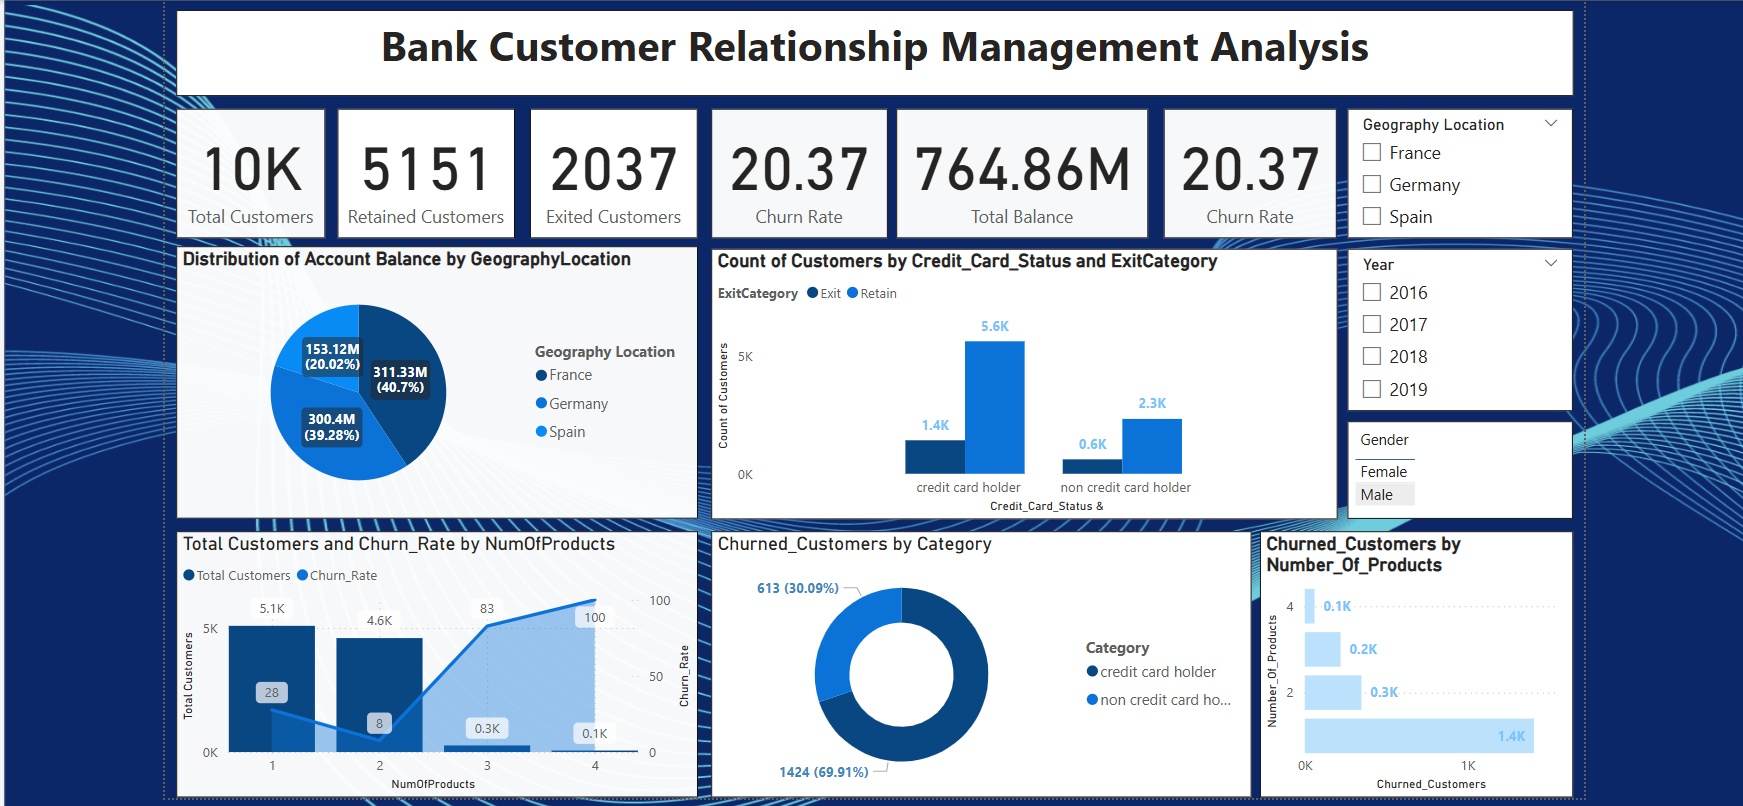 Bank Customer Relationship Management Analysis
10K
Total Customers
5151
Retained Customers
2037
Exited Customers
20.37
Churn Rate
764.86M
Total Balance
20.37
Churn Rate
Geography Location
France
Germany
Spain
Distribution of Account Balance by GeographyLocation
153.12M
(20.02%)
311.33M
(40.7%)
300.4M
(39.28%)
Geography Location
France
Germany
Spain
Count of Customers by Credit_Card_Status and ExitCategory
ExitCategory Exit Retain
Count of Customers
5K
0K
1.4K
5.6K
0.6K
2.3K
credit card holder
non credit card holder
Credit_Card_Status &
Year
2016
2017
2018
2019
Gender
Female
Male
Total Customers and Churn_Rate by NumOfProducts
Total Customers Churn_Rate
Total Customers
5K
0K
5.1K
4.6K
83
100
28
8
0.3K
0.1K
100
50
0
Churn_Rate
1
2
3
4
NumOfProducts
Churned_Customers by Category
613 (30.09%)
1424 (69.91%)
Category
credit card holder
non credit card ho...
Churned_Customers by
Number_Of_Products
Number_Of_Products
4
2
0.1K
0.2K
0.3K
1.4K
0K
1K
Churned_Customers